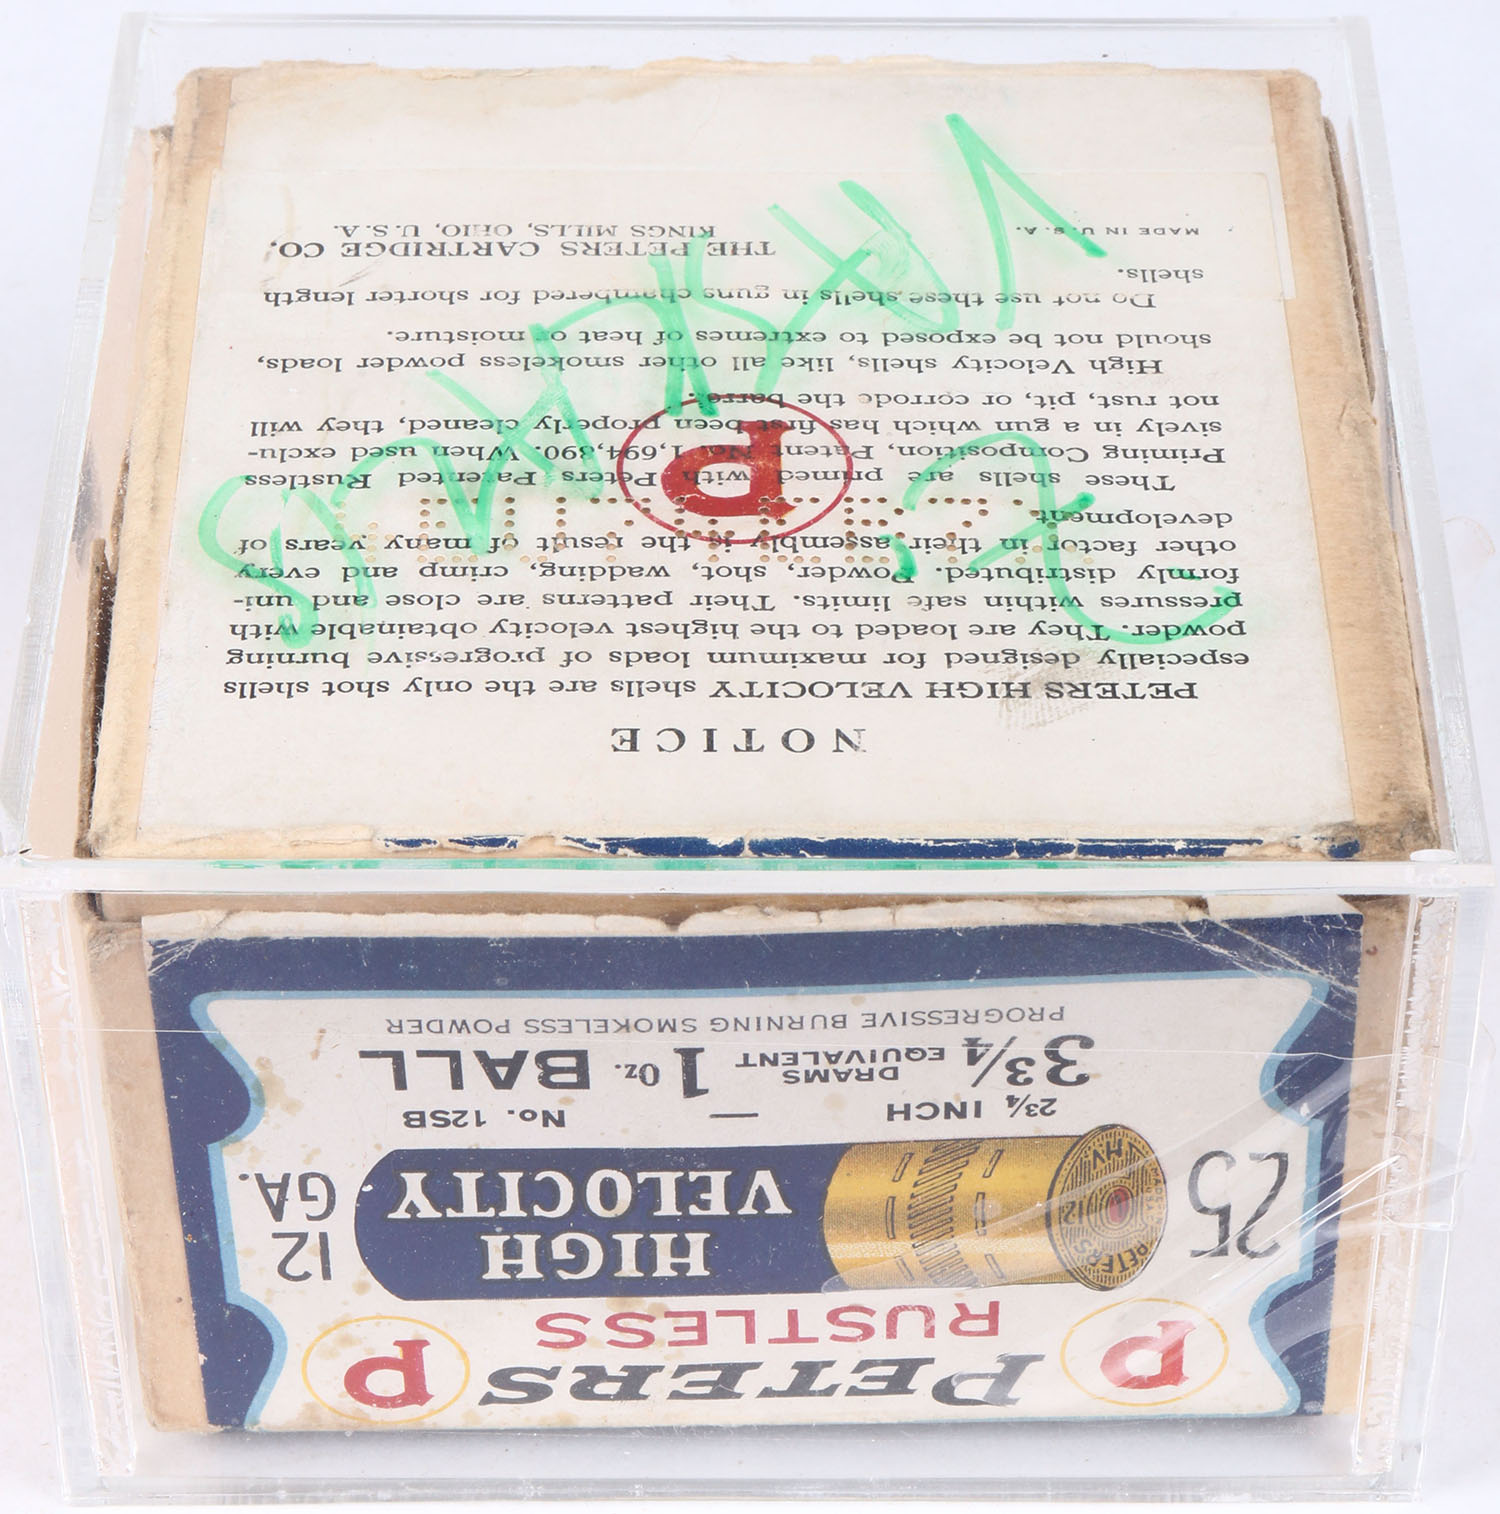 NOTICE
PETERS HIGH VELOCITY shells are the only shot shells
especially designed for maximum loads of progressive burning
powder. They are loaded to the highest velocity obtainable with
pressures within safe limits. Their patterns are close and uni-
formly distributed. Powder, shot, wadding, crimp and every
other factor in their assembly is the result of many years of
development.
These shells are primed with Peters Patented Rustless
Priming Composition, Patent No. 1,694,890. When used exclu-
sively in a gun which has first been properly cleaned, they will
not rust, pit, or corrode the barrel.
P
High Velocity shells, like all other smokeless powder loads,
should not be exposed to extremes of heat or moisture.
Do not use these shells in guns chambered for shorter length
shells.
THE PETERS CARTRIDGE CO.
KINGS MILLS, OHIO, U.S.A.
MADE IN U.S.A.
P PETERS P
RUSTLESS
25
HIGH
VELOCITY
12
GA.
PETERS
12
HV
MADE IN
U.S.A.
2¾ INCH — No. 12SB
3¾ DRAMS EQUIVALENT 1 Oz. BALL
PROGRESSIVE BURNING SMOKELESS POWDER